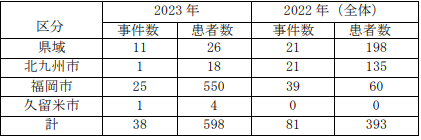 区分 2023 年 2022 年（全体）
事件数 患者数 事件数 患者数
県域 11 26 21 198
北九州市 1 18 21 135
福岡市 25 550 39 60
久留米市 1 4 0 0
計 38 598 81 393